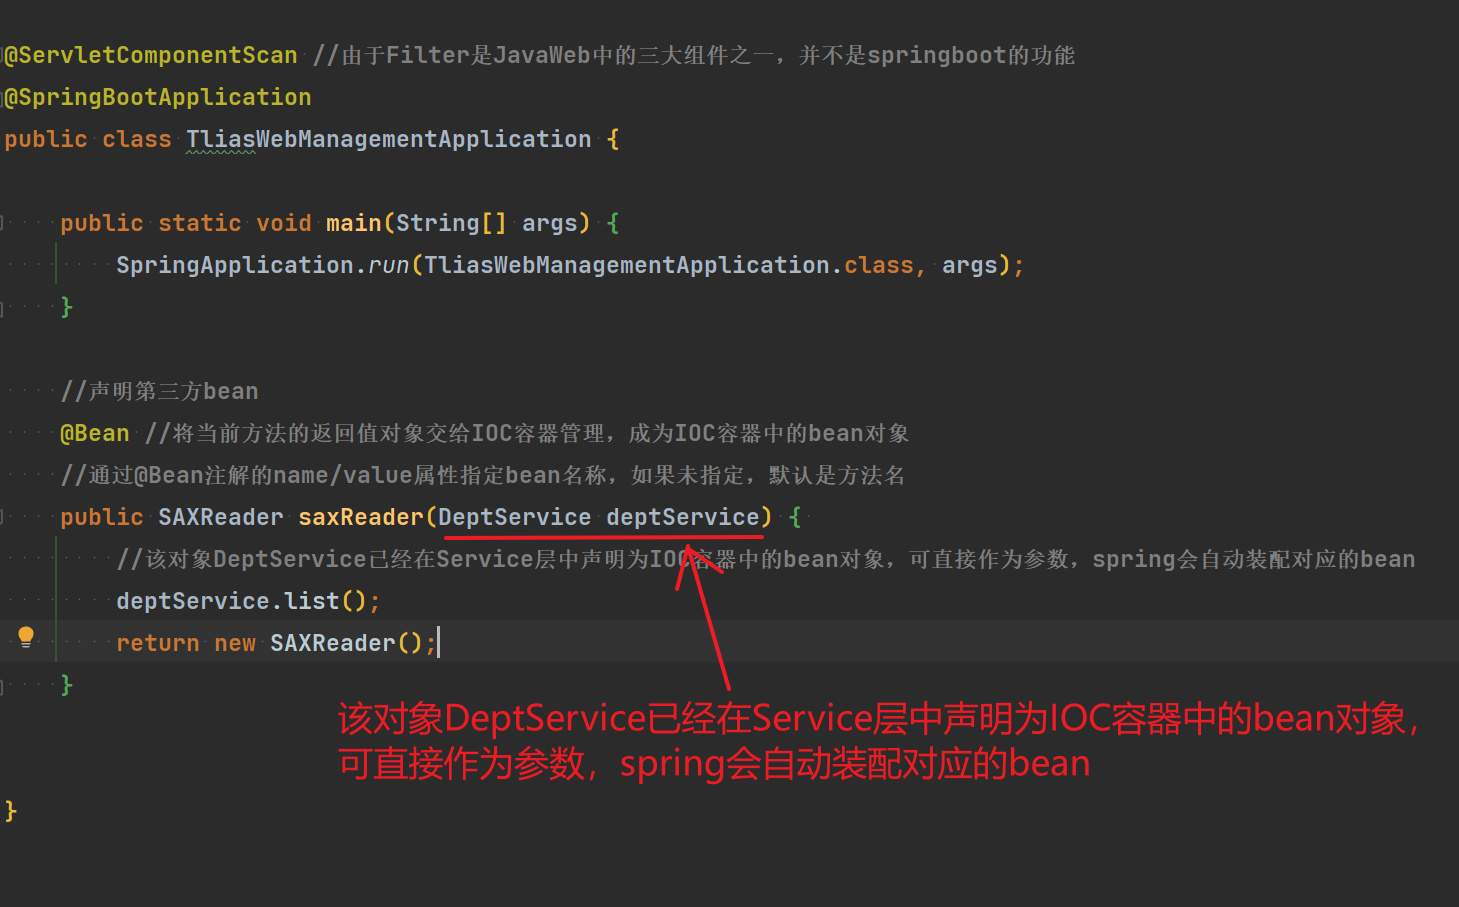 @ServletComponentScan //由于Filter是JavaWeb中的三大组件之一，并不是springboot的功能
@SpringBootApplication
public class TliasWebManagementApplication {
public static void main(String[] args) {
SpringApplication.run(TliasWebManagementApplication.class, args);
}
//声明第三方bean
@Bean //将当前方法的返回值对象交给IOC容器管理，成为IOC容器中的bean对象
//通过@Bean注解的name/value属性指定bean名称，如果未指定，默认是方法名
public SAXReader saxReader(DeptService deptService) {
//该对象DeptService已经在Service层中声明为IOC容器中的bean对象，可直接作为参数，spring会自动装配对应的bean
deptService.list();
return new SAXReader();
}
该对象DeptService已经在Service层中声明为IOC容器中的bean对象，
可直接作为参数，spring会自动装配对应的bean
}